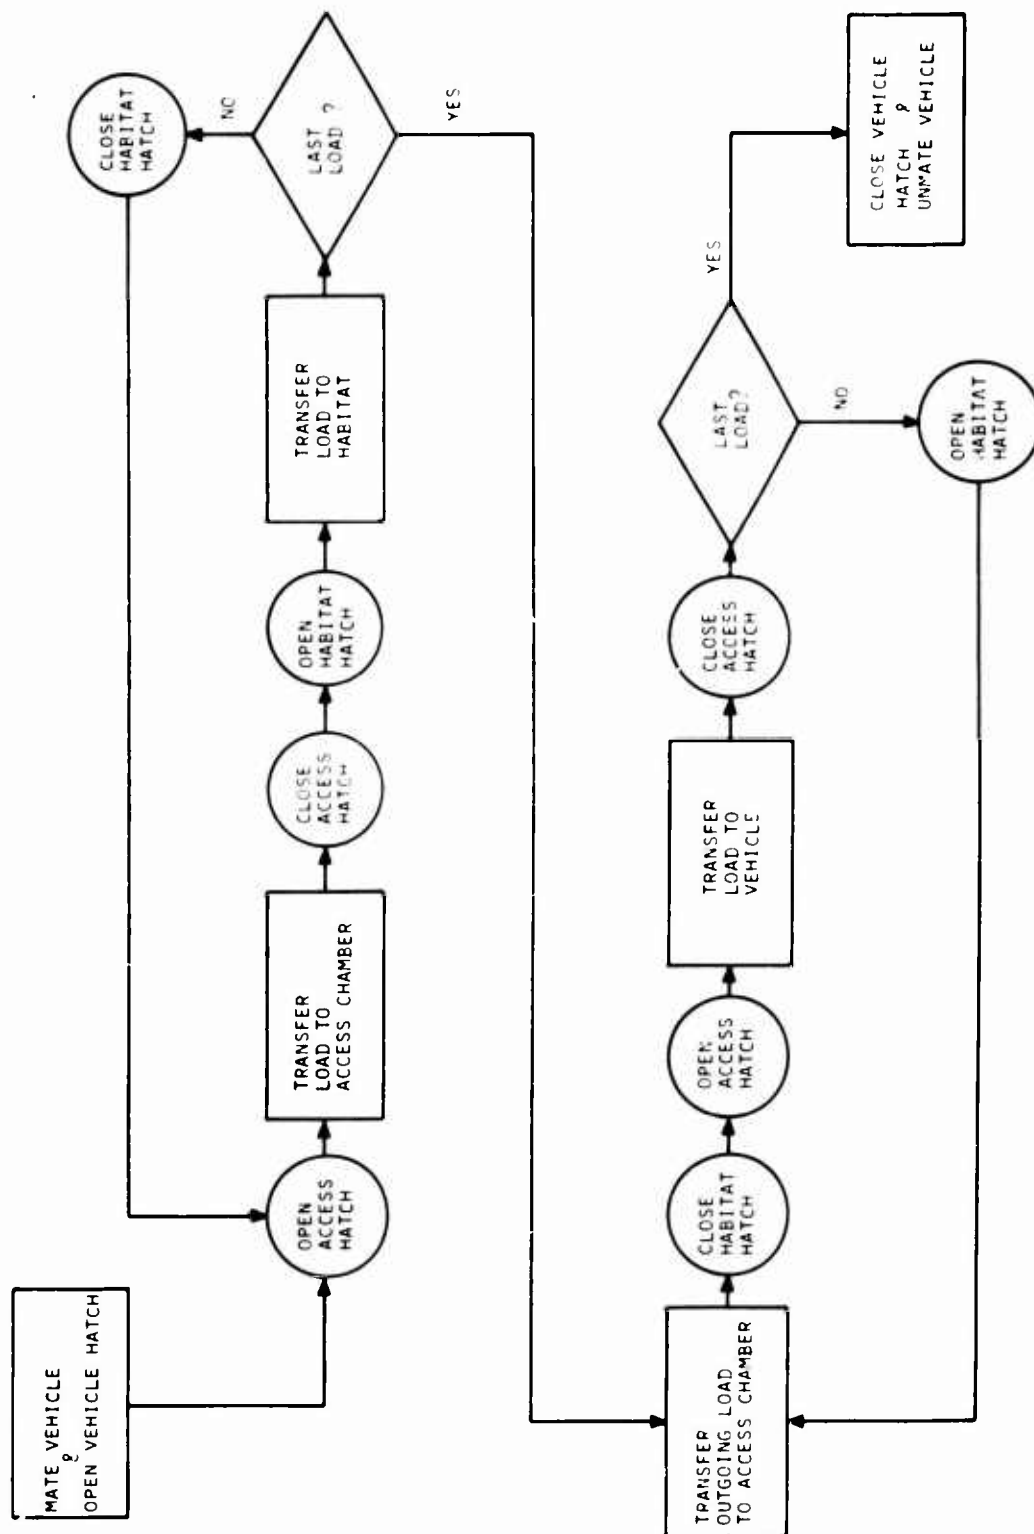 MATE VEHICLE
&
OPEN VEHICLE HATCH
OPEN
ACCESS
HATCH
TRANSFER
LOAD TO
ACCESS CHAMBER
CLOSE
ACCESS
HATCH
OPEN
HABITAT
HATCH
TRANSFER
LOAD TO
HABITAT
LAST
LOAD ?
NO
CLOSE
HABITAT
HATCH
YES
TRANSFER
OUTGOING LOAD
TO ACCESS CHAMBER
CLOSE
HABITAT
HATCH
OPEN
ACCESS
HATCH
TRANSFER
LOAD TO
VEHICLE
CLOSE
ACCESS
HATCH
LAST
LOAD?
NO
OPEN
HABITAT
HATCH
YES
CLOSE VEHICLE
HATCH &
UNMATE VEHICLE